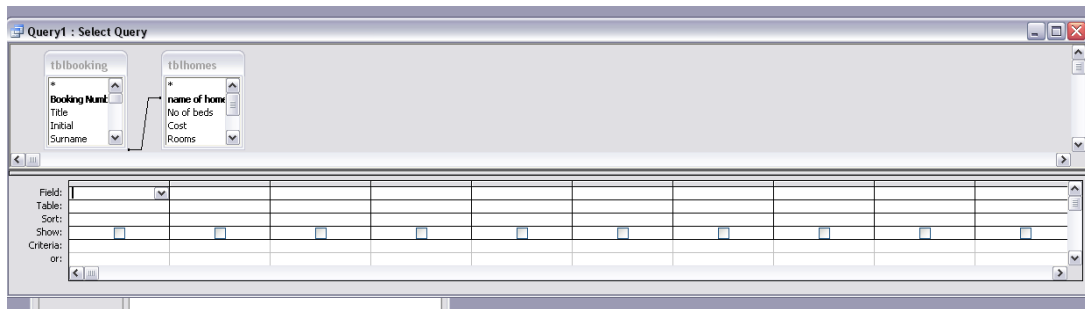 Query1 : Select Query
tblbooking
*
Booking Numb
Title
Initial
Surname
tblhomes
*
name of home
No of beds
Cost
Rooms
Field:
Table:
Sort:
Show:
Criteria:
or: